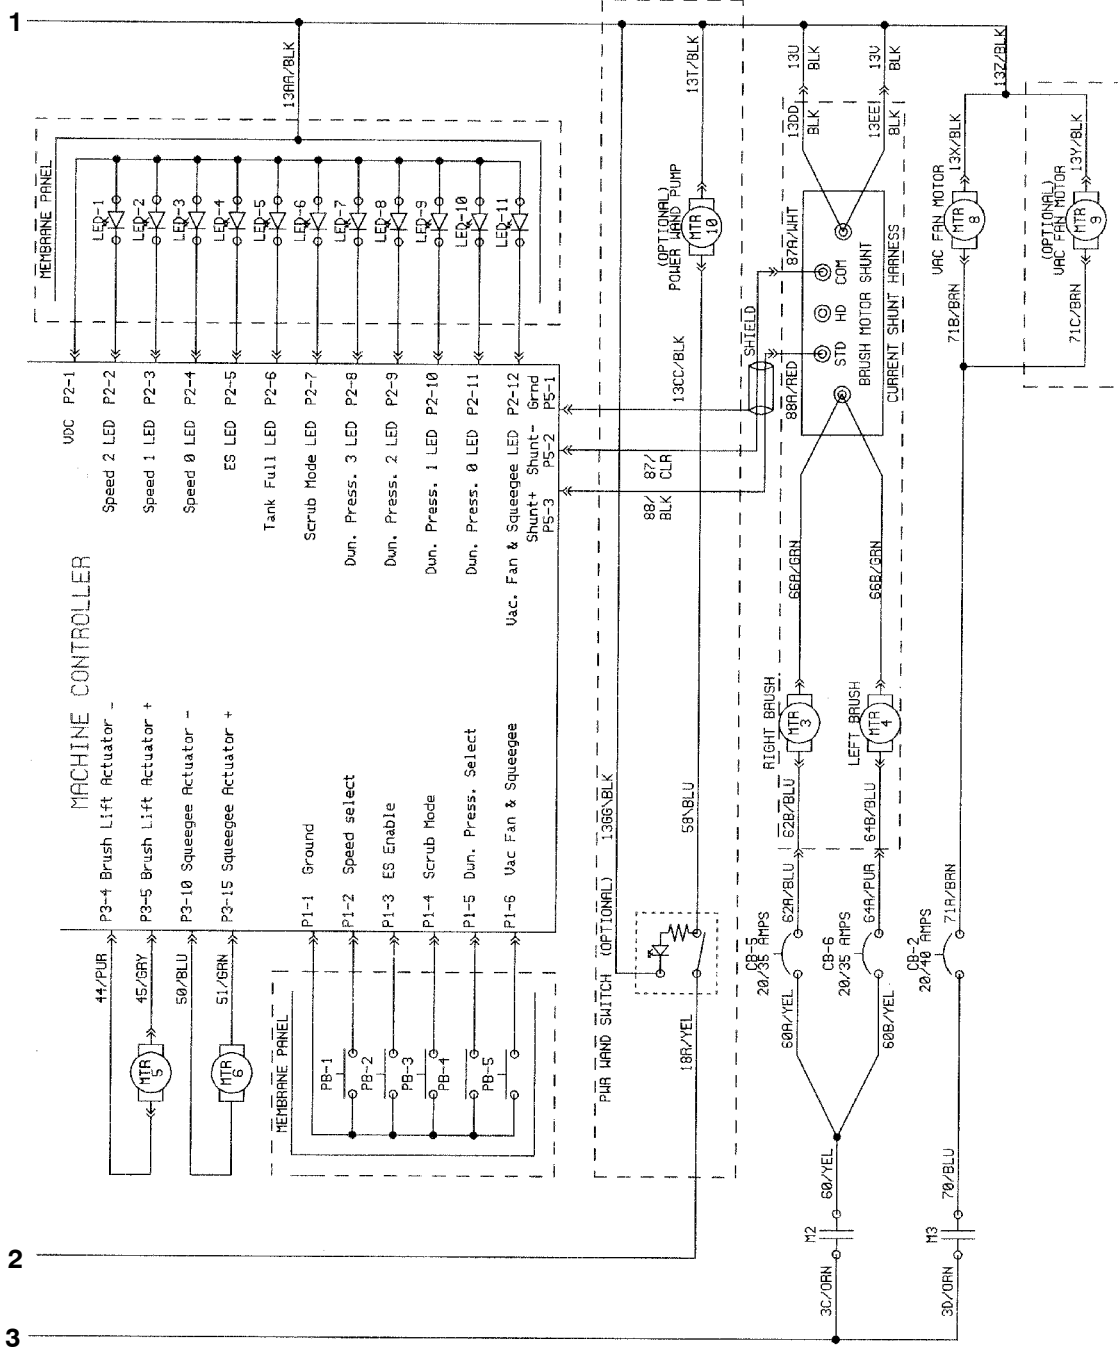 1
2
3
13AA/BLK
MEMBRANE PANEL
LED-1
LED-2
LED-3
LED-4
LED-5
LED-6
LED-7
LED-8
LED-9
LED-10
LED-11
VDC P2-1
Speed 2 LED P2-2
Speed 1 LED P2-3
Speed 0 LED P2-4
ES LED P2-5
Tank Full LED P2-6
Scrub Mode LED P2-7
Dwn. Press. 3 LED P2-8
Dwn. Press. 2 LED P2-9
Dwn. Press. 1 LED P2-10
Dwn. Press. 0 LED P2-11
Vac. Fan & Squeegee LED P2-12
Grnd P5-1
Shunt- P5-2
Shunt+ P5-3
MACHINE CONTROLLER
P3-4 Brush Lift Actuator -
P3-5 Brush Lift Actuator +
P3-10 Squeegee Actuator -
P3-15 Squeegee Actuator +
P1-1 Ground
P1-2 Speed select
P1-3 ES Enable
P1-4 Scrub Mode
P1-5 Dwn. Press. Select
P1-6 Vac Fan & Squeegee
44/PUR
45/GRY
50/BLU
51/GRN
MTR 5
MTR 6
MEMBRANE PANEL
PB-1
PB-2
PB-3
PB-4
PB-5
13T/BLK
(OPTIONAL)
POWER WAND PUMP
MTR 10
13CC/BLK
SHIELD
87/
CLR
88/
BLK
13GG\BLK
58\BLU
PWR WAND SWITCH (OPTIONAL)
18A/YEL
13U
BLK
13V
BLK
13DD
BLK
13EE
BLK
87A/WHT
88A/RED
COM
HD
STD
BRUSH MOTOR SHUNT
CURRENT SHUNT HARNESS
66A/GRN
66B/GRN
RIGHT BRUSH
MTR 3
LEFT BRUSH
MTR 4
62B/BLU
64B/BLU
62A/BLU
64A/PUR
CB-5
20/35 AMPS
CB-6
20/35 AMPS
60A/YEL
60B/YEL
60/YEL
M2
3C/ORN
13Z/BLK
13X/BLK
13Y/BLK
VAC FAN MOTOR
MTR 8
(OPTIONAL)
VAC FAN MOTOR
MTR 9
71B/BRN
71C/BRN
71A/BRN
CB-2
20/40 AMPS
70/BLU
M3
3D/ORN